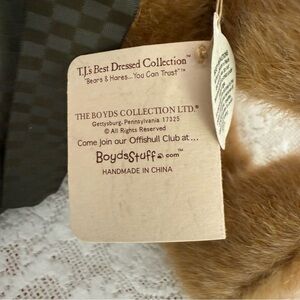 T.J.'s Best Dressed Collection™
"Bears & Hares... You Can Trust"™
THE BOYDS COLLECTION LTD.®
Gettysburg, Pennsylvania 17325
© All Rights Reserved
Come join our Offishull Club at...
BoydsStuff.com™
HANDMADE IN CHINA